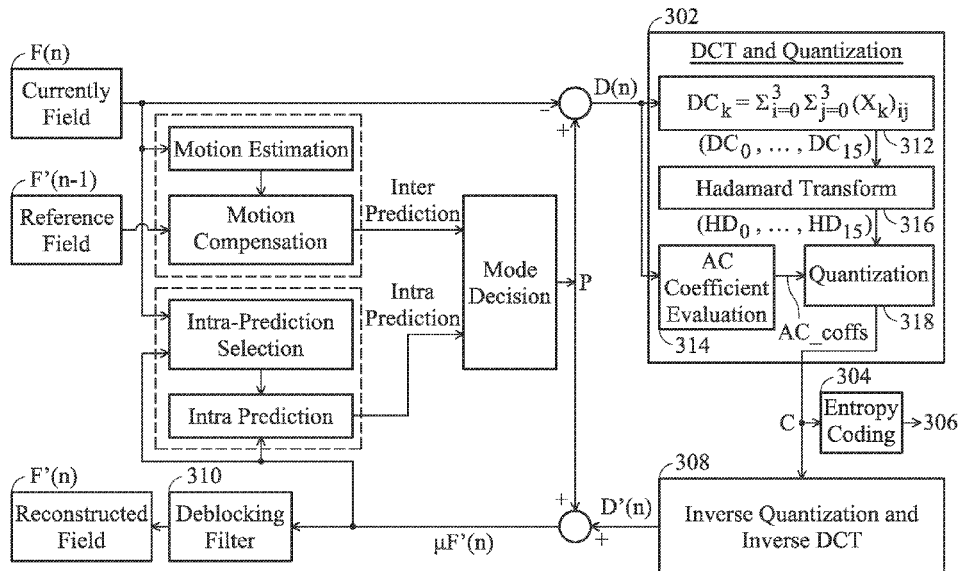 F(n)
Currently
Field
F'(n-1)
Reference
Field
Motion Estimation
Motion
Compensation
Inter
Prediction
Intra-Prediction
Selection
Intra Prediction
Intra
Prediction
Mode
Decision
P
-
+
D(n)
302
DCT and Quantization
DC_k = Σ_{i=0}^{3} Σ_{j=0}^{3} (X_k)_{ij}
(DC_0 , ... , DC_15)
312
Hadamard Transform
(HD_0 , ... , HD_15)
316
AC
Coefficient
Evaluation
314
AC_coffs
Quantization
318
C
304
Entropy
Coding
306
308
Inverse Quantization and
Inverse DCT
D'(n)
+
+
μF'(n)
310
Deblocking
Filter
F'(n)
Reconstructed
Field